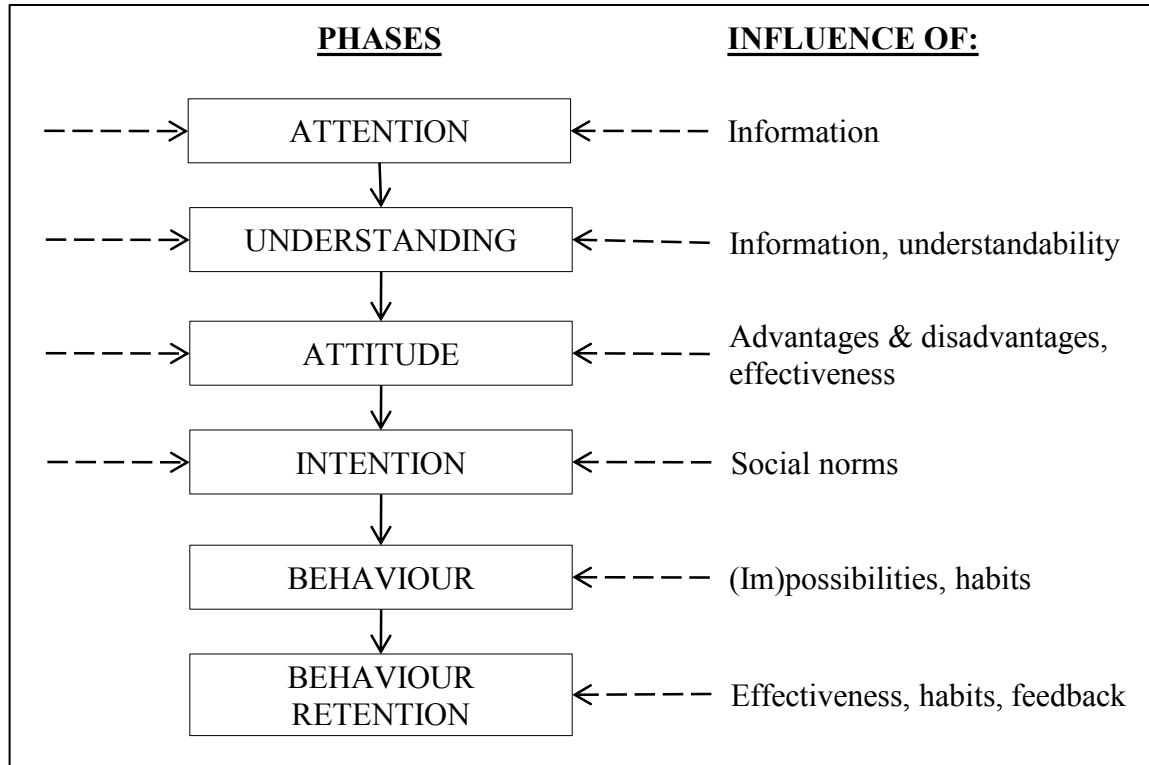 PHASES
INFLUENCE OF:
ATTENTION
Information
UNDERSTANDING
Information, understandability
ATTITUDE
Advantages & disadvantages,
effectiveness
INTENTION
Social norms
BEHAVIOUR
(Im)possibilities, habits
BEHAVIOUR
RETENTION
Effectiveness, habits, feedback